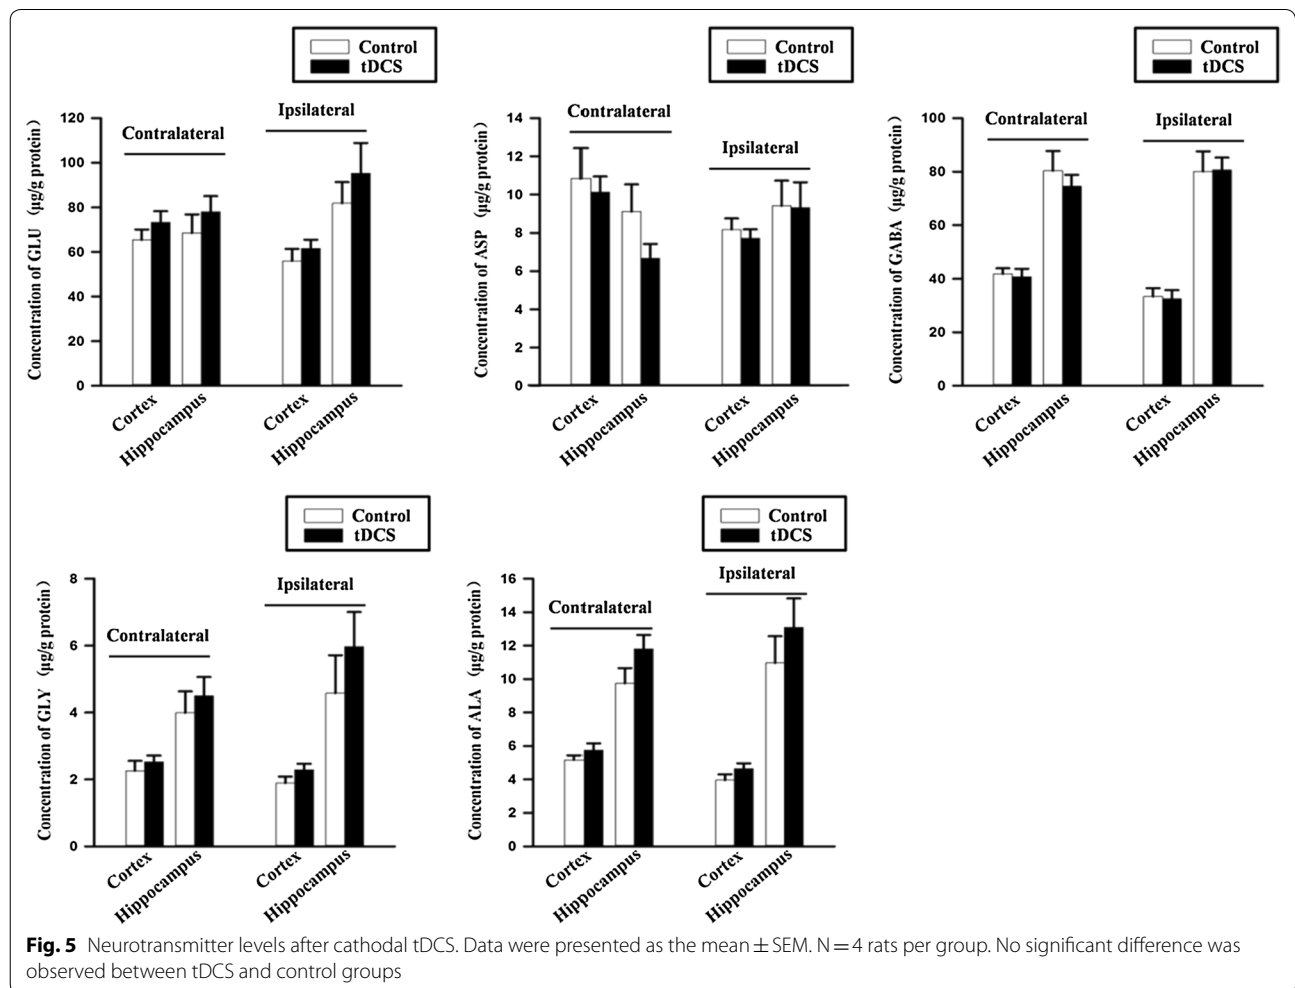 Control
tDCS
Contralateral
Ipsilateral
Concentration of GLU (μg/g protein)
120
100
80
60
40
20
0
Cortex
Hippocampus
Cortex
Hippocampus
Control
tDCS
Contralateral
Ipsilateral
Concentration of ASP (μg/g protein)
14
12
10
8
6
4
2
0
Cortex
Hippocampus
Cortex
Hippocampus
Control
tDCS
Contralateral
Ipsilateral
Concentration of GABA (μg/g protein)
100
80
60
40
20
0
Cortex
Hippocampus
Cortex
Hippocampus
Control
tDCS
Contralateral
Ipsilateral
Concentration of GLY (μg/g protein)
8
6
4
2
0
Cortex
Hippocampus
Cortex
Hippocampus
Control
tDCS
Contralateral
Ipsilateral
Concentration of ALA (μg/g protein)
16
14
12
10
8
6
4
2
0
Cortex
Hippocampus
Cortex
Hippocampus
Fig. 5 Neurotransmitter levels after cathodal tDCS. Data were presented as the mean ± SEM. N = 4 rats per group. No significant difference was
observed between tDCS and control groups